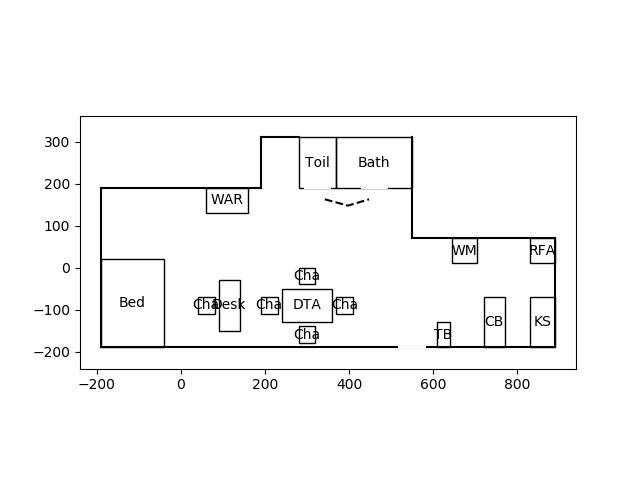 300
200
100
0
−100
−200
−200
0
200
400
600
800
Toil
Bath
WAR
WM
RFA
Bed
Cha
Desk
Cha
Cha
DTA
Cha
Cha
TB
CB
KS